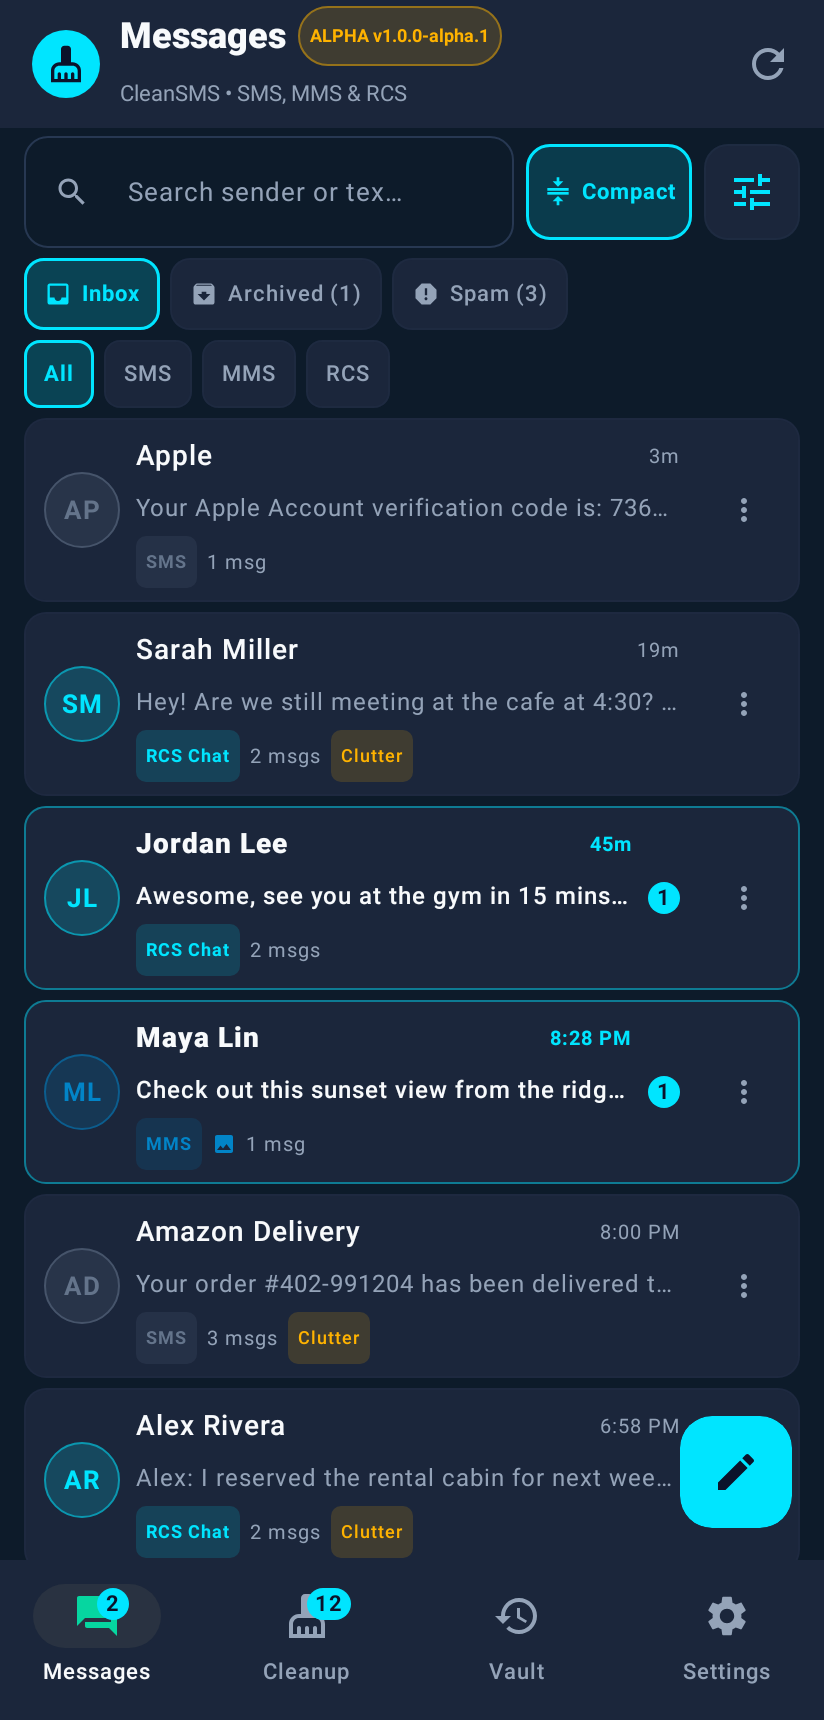 Messages
ALPHA v1.0.0-alpha.1
CleanSMS • SMS, MMS & RCS
Search sender or tex…
Compact
Inbox
Archived (1)
Spam (3)
All
SMS
MMS
RCS
AP
Apple
3m
Your Apple Account verification code is: 736…
SMS
1 msg
SM
Sarah Miller
19m
Hey! Are we still meeting at the cafe at 4:30? …
RCS Chat
2 msgs
Clutter
JL
Jordan Lee
45m
Awesome, see you at the gym in 15 mins…
1
RCS Chat
2 msgs
ML
Maya Lin
8:28 PM
Check out this sunset view from the ridg…
1
MMS
1 msg
AD
Amazon Delivery
8:00 PM
Your order #402-991204 has been delivered t…
SMS
3 msgs
Clutter
AR
Alex Rivera
6:58 PM
Alex: I reserved the rental cabin for next wee…
RCS Chat
2 msgs
Clutter
2
Messages
12
Cleanup
Vault
Settings